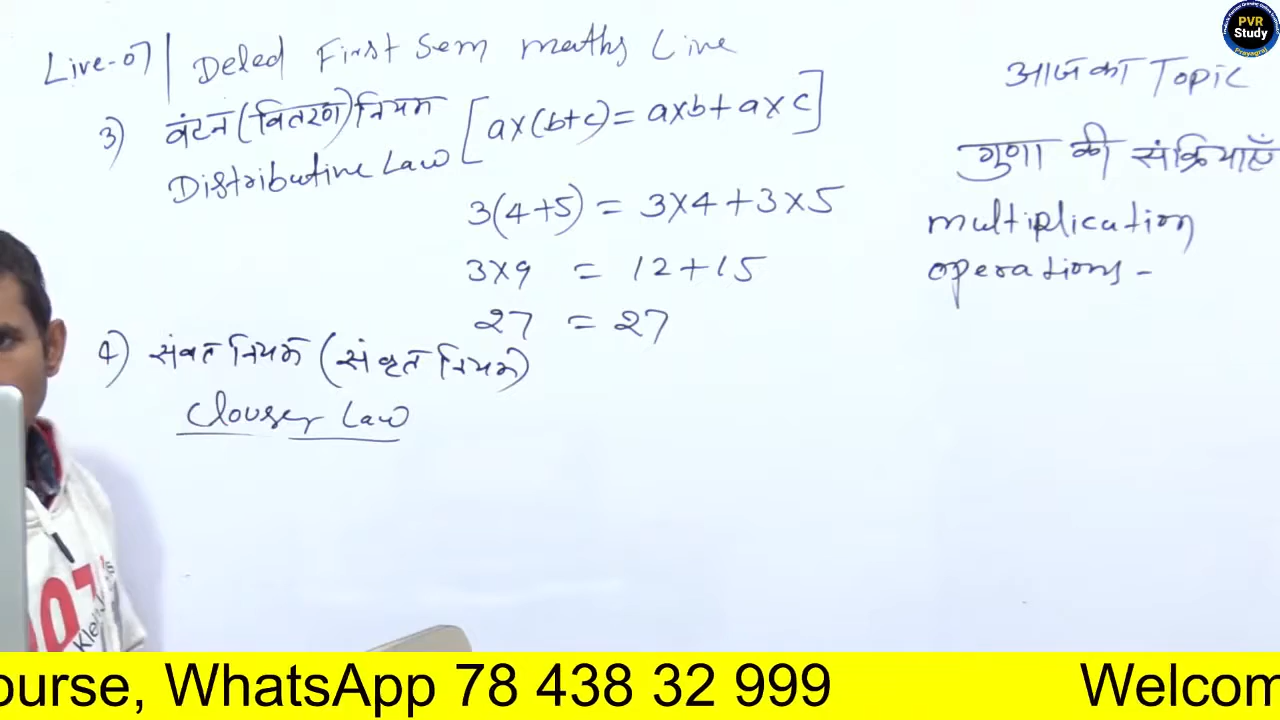 Live-07 | Deled First Sem maths Live
3) बंटन (वितरण) नियम [a×(b+c) = a×b+a×c]
Distributive Law
3(4+5) = 3×4+3×5
3×9 = 12+15
27 = 27
4) संवत नियम (संवृत नियम)
Clouser Law
आज का Topic
गुणा की संक्रियाएँ
multiplication
operations -
PVR
Study
Prayagraj
ourse, WhatsApp 78 438 32 999 Welcom